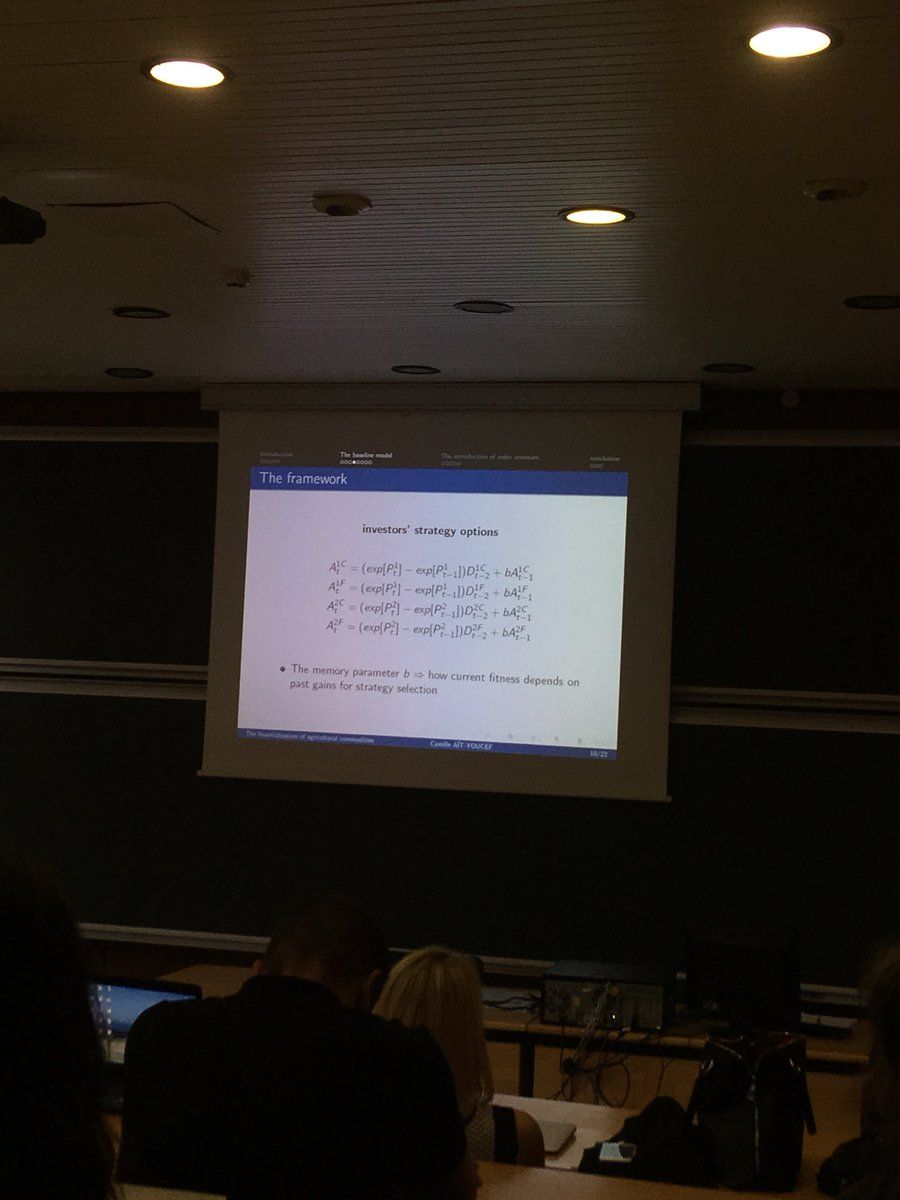 Introduction
The baseline model
The introduction of index investors
conclusion
The framework
investors' strategy options
A_t^{1C} = (exp[P_t^1] − exp[P_{t−1}^1])D_{t−2}^{1C} + bA_{t−1}^{1C}
A_t^{1F} = (exp[P_t^1] − exp[P_{t−1}^1])D_{t−2}^{1F} + bA_{t−1}^{1F}
A_t^{2C} = (exp[P_t^2] − exp[P_{t−1}^2])D_{t−2}^{2C} + bA_{t−1}^{2C}
A_t^{2F} = (exp[P_t^2] − exp[P_{t−1}^2])D_{t−2}^{2F} + bA_{t−1}^{2F}
• The memory parameter b ⇒ how current fitness depends on
past gains for strategy selection
The financialization of agricultural commodities
Camille AÏT-YOUCEF
10/22